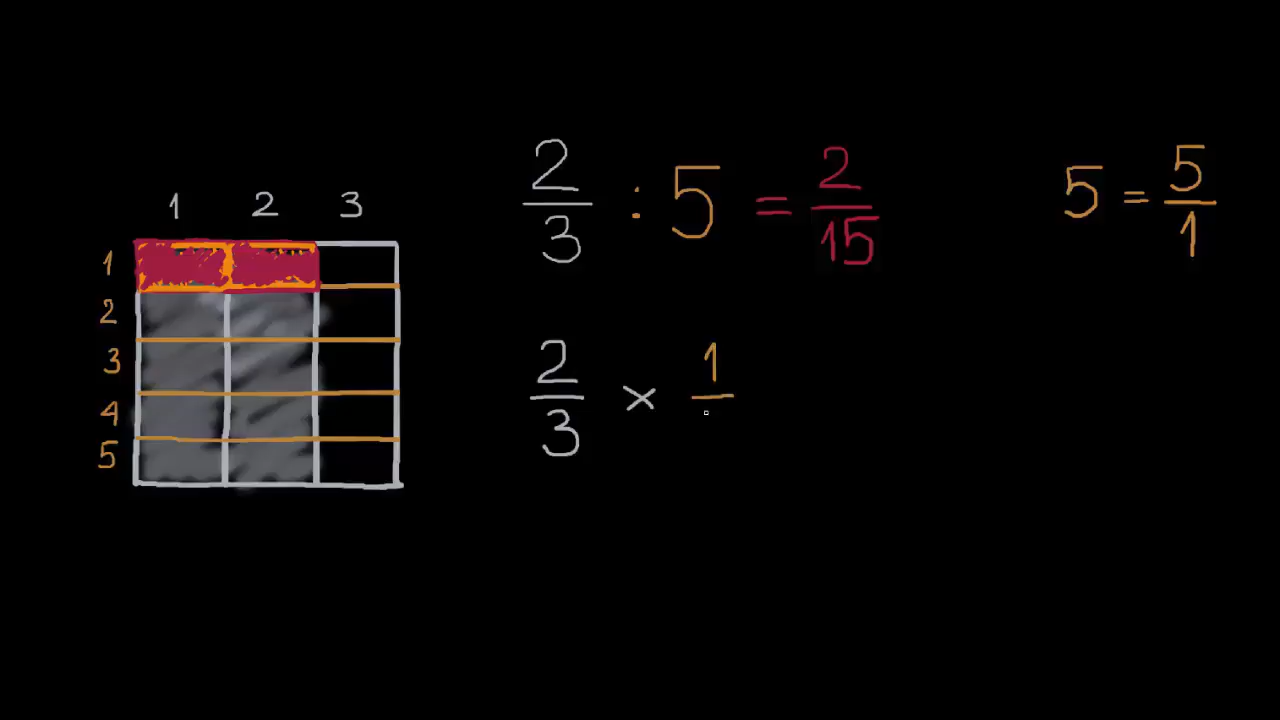 2/3 : 5 = 2/15
5 = 5/1
1 2 3
1
2
3
4
5
2/3 × 1/